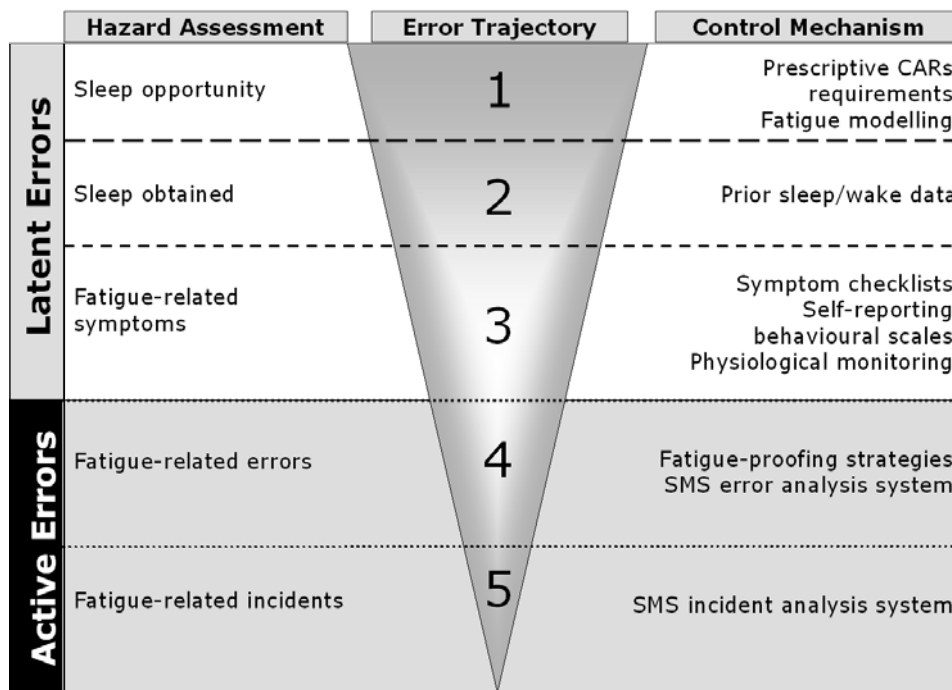 Hazard Assessment
Error Trajectory
Control Mechanism
Latent Errors
Sleep opportunity
1
Prescriptive CARs
requirements
Fatigue modelling
Sleep obtained
2
Prior sleep/wake data
Fatigue-related
symptoms
3
Symptom checklists
Self-reporting
behavioural scales
Physiological monitoring
Active Errors
Fatigue-related errors
4
Fatigue-proofing strategies
SMS error analysis system
Fatigue-related incidents
5
SMS incident analysis system